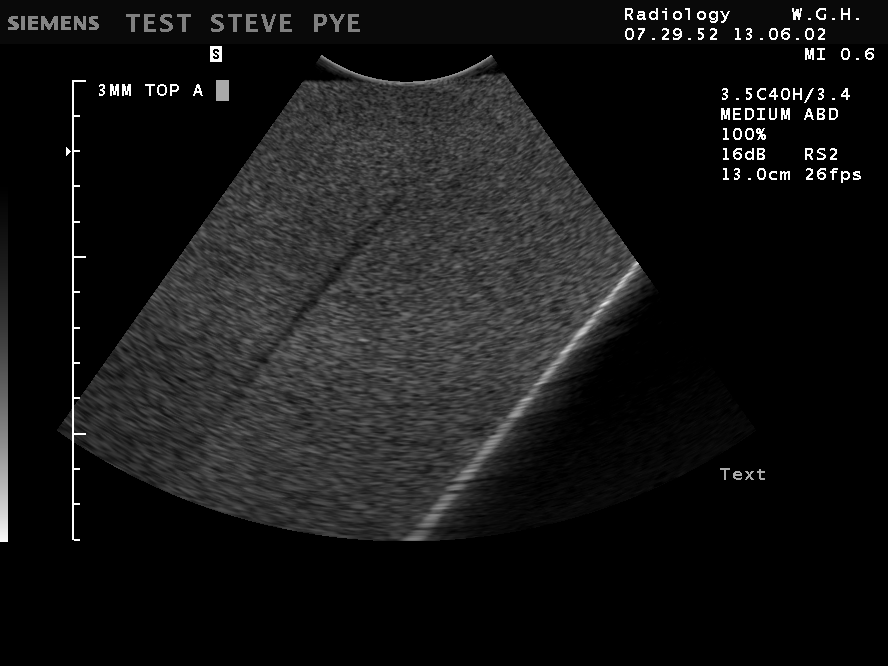 SIEMENS TEST STEVE PYE
Radiology W.G.H.
07.29.52 13.06.02
MI 0.6
S
3MM TOP A
3.5C40H/3.4
MEDIUM ABD
100%
16dB RS2
13.0cm 26fps
Text